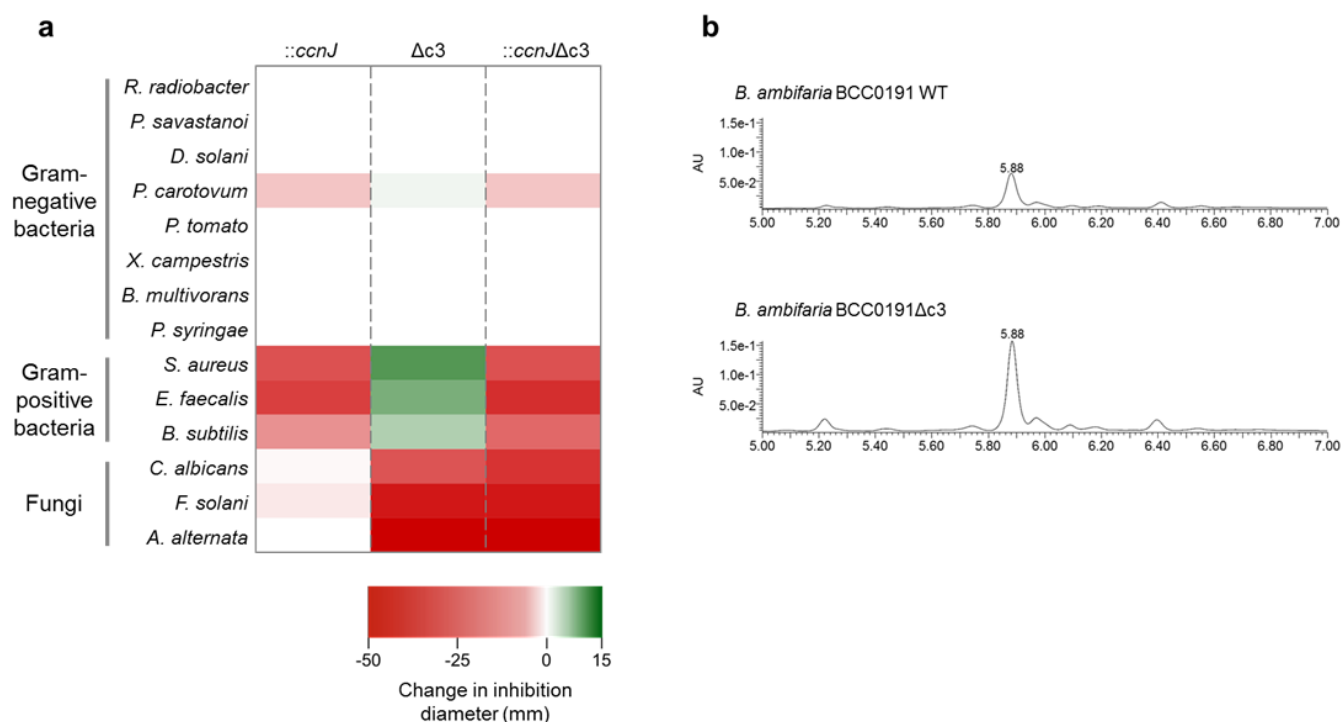 a
::ccnJ
Δc3
::ccnJΔc3
Gram-
negative
bacteria
R. radiobacter
P. savastanoi
D. solani
P. carotovum
P. tomato
X. campestris
B. multivorans
P. syringae
Gram-
positive
bacteria
S. aureus
E. faecalis
B. subtilis
Fungi
C. albicans
F. solani
A. alternata
-50 -25 0 15
Change in inhibition
diameter (mm)
b
B. ambifaria BCC0191 WT
AU
1.5e-1
1.0e-1
5.0e-2
5.88
5.00 5.20 5.40 5.60 5.80 6.00 6.20 6.40 6.60 6.80 7.00
B. ambifaria BCC0191Δc3
AU
1.5e-1
1.0e-1
5.0e-2
5.88
5.00 5.20 5.40 5.60 5.80 6.00 6.20 6.40 6.60 6.80 7.00